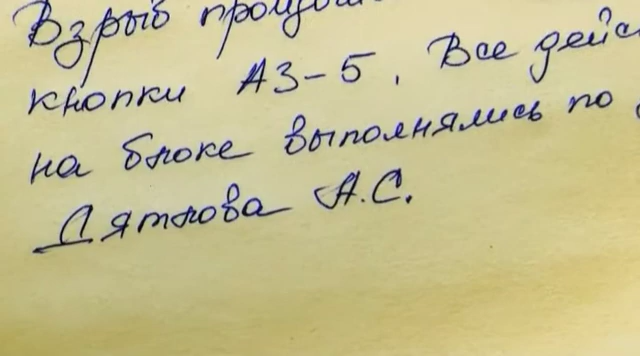 Взрыв
кнопки АЗ-5. Все
на блоке выполнялись по
Дятлова А.С.